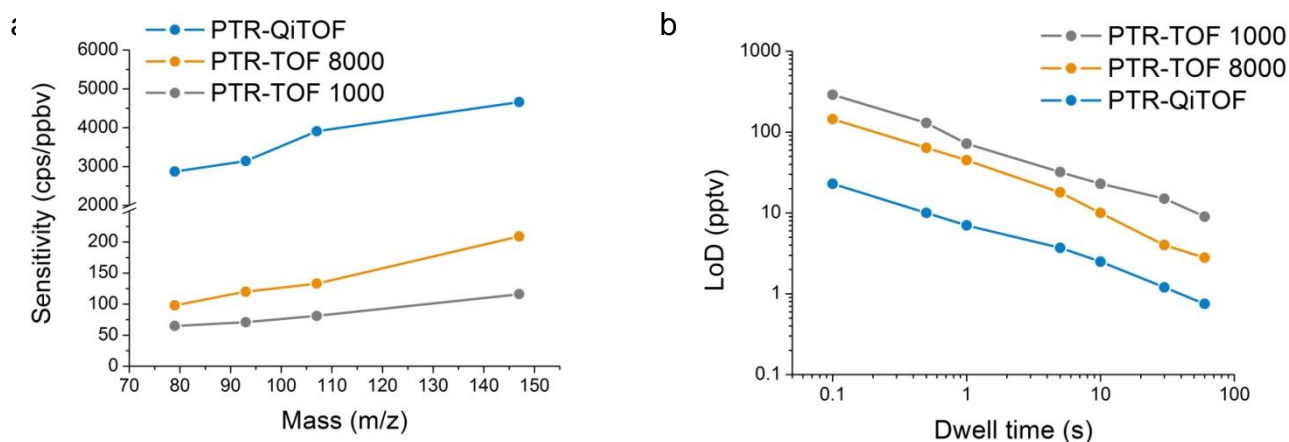 a
PTR-QiTOF
PTR-TOF 8000
PTR-TOF 1000
6000
5000
4000
3000
2000
200
150
100
50
0
70 80 90 100 110 120 130 140 150
Sensitivity (cps/ppbv)
Mass (m/z)
b
PTR-TOF 1000
PTR-TOF 8000
PTR-QiTOF
1000
100
10
1
0.1
0.1 1 10 100
LoD (pptv)
Dwell time (s)